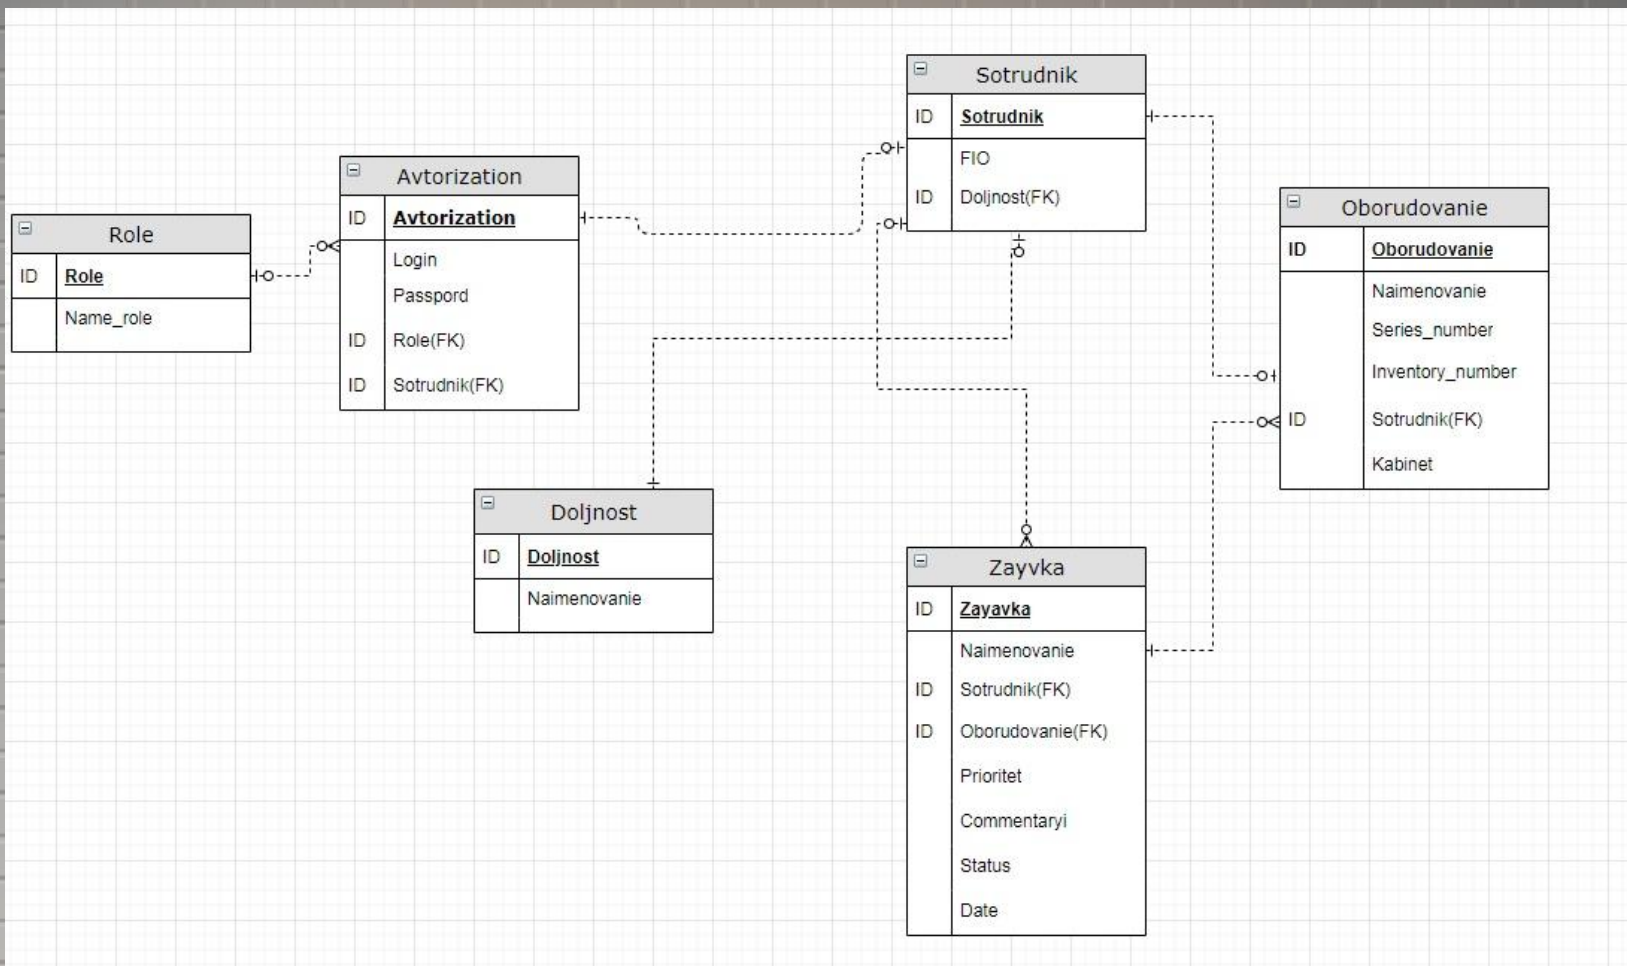 Role
ID Role
Name_role
Avtorization
ID Avtorization
Login
Passpord
ID Role(FK)
ID Sotrudnik(FK)
Doljnost
ID Doljnost
Naimenovanie
Sotrudnik
ID Sotrudnik
FIO
ID Doljnost(FK)
Zayvka
ID Zayavka
Naimenovanie
ID Sotrudnik(FK)
ID Oborudovanie(FK)
Prioritet
Commentaryi
Status
Date
Oborudovanie
ID Oborudovanie
Naimenovanie
Series_number
Inventory_number
ID Sotrudnik(FK)
Kabinet